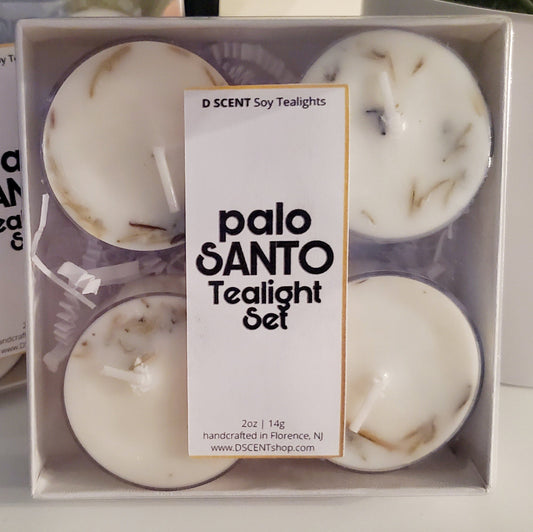 D SCENT Soy Tealights
palo
SANTO
Tealight
Set
2oz | 14g
handcrafted in Florence, NJ
www.DSCENTshop.com